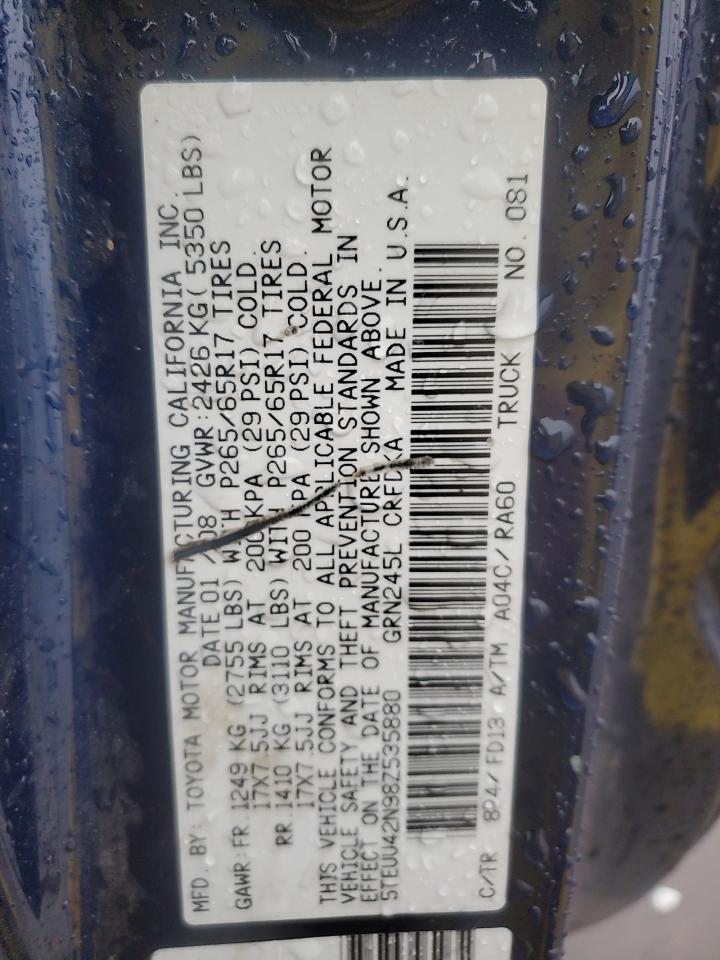 MFD. BY: TOYOTA MOTOR MANUFACTURING CALIFORNIA INC.
DATE 01 /08 GVWR:2426 KG( 5350 LBS)
GAWR:FR.1249 KG (2755 LBS) WITH P265/65R17 TIRES
17X7.5JJ RIMS AT 200 KPA (29 PSI) COLD.
RR.1410 KG (3110 LBS) WITH P265/65R17 TIRES
17X7.5JJ RIMS AT 200 KPA (29 PSI) COLD.
THIS VEHICLE CONFORMS TO ALL APPLICABLE FEDERAL MOTOR
VEHICLE SAFETY AND THEFT PREVENTION STANDARDS IN
EFFECT ON THE DATE OF MANUFACTURE SHOWN ABOVE.
5TEUU42N98Z535880 GRN245L CRFDKA MADE IN U.S.A.
C/TR 8P4/FD13 A/TM A04C/RA60 TRUCK NO. 081